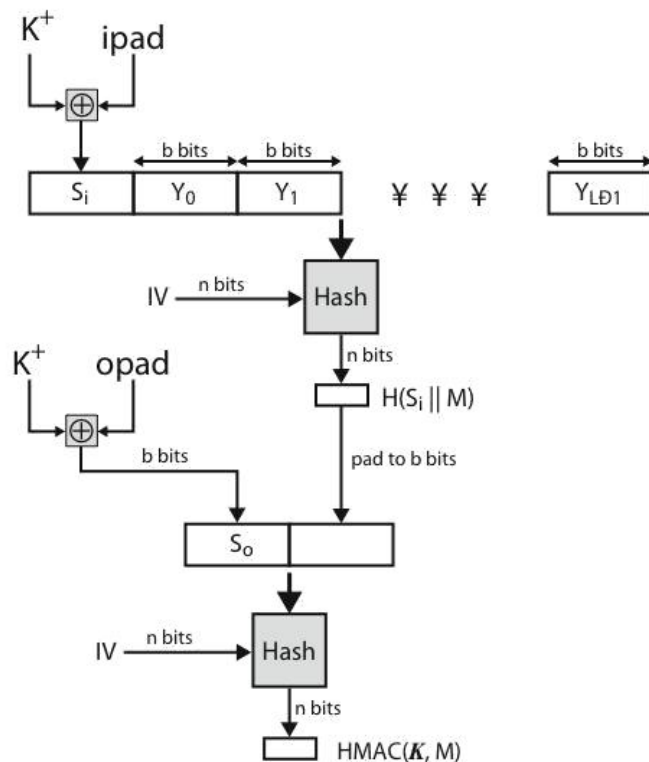 K+ ipad
⊕
b bits b bits b bits
Si Y0 Y1 ¥ ¥ ¥ YLÐ1
IV n bits Hash
n bits
K+ opad
H(Si || M)
⊕
b bits pad to b bits
So
IV n bits Hash
n bits
HMAC(K, M)